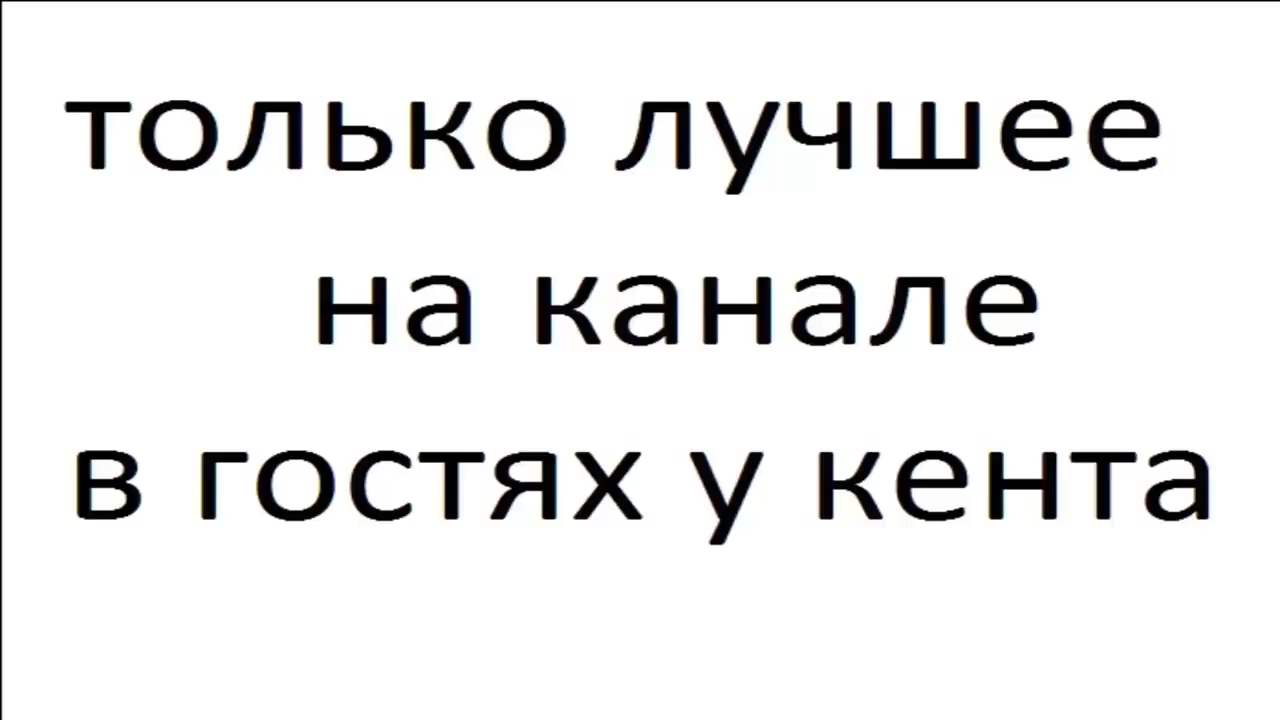 только лучшее
на канале
в гостях у кента